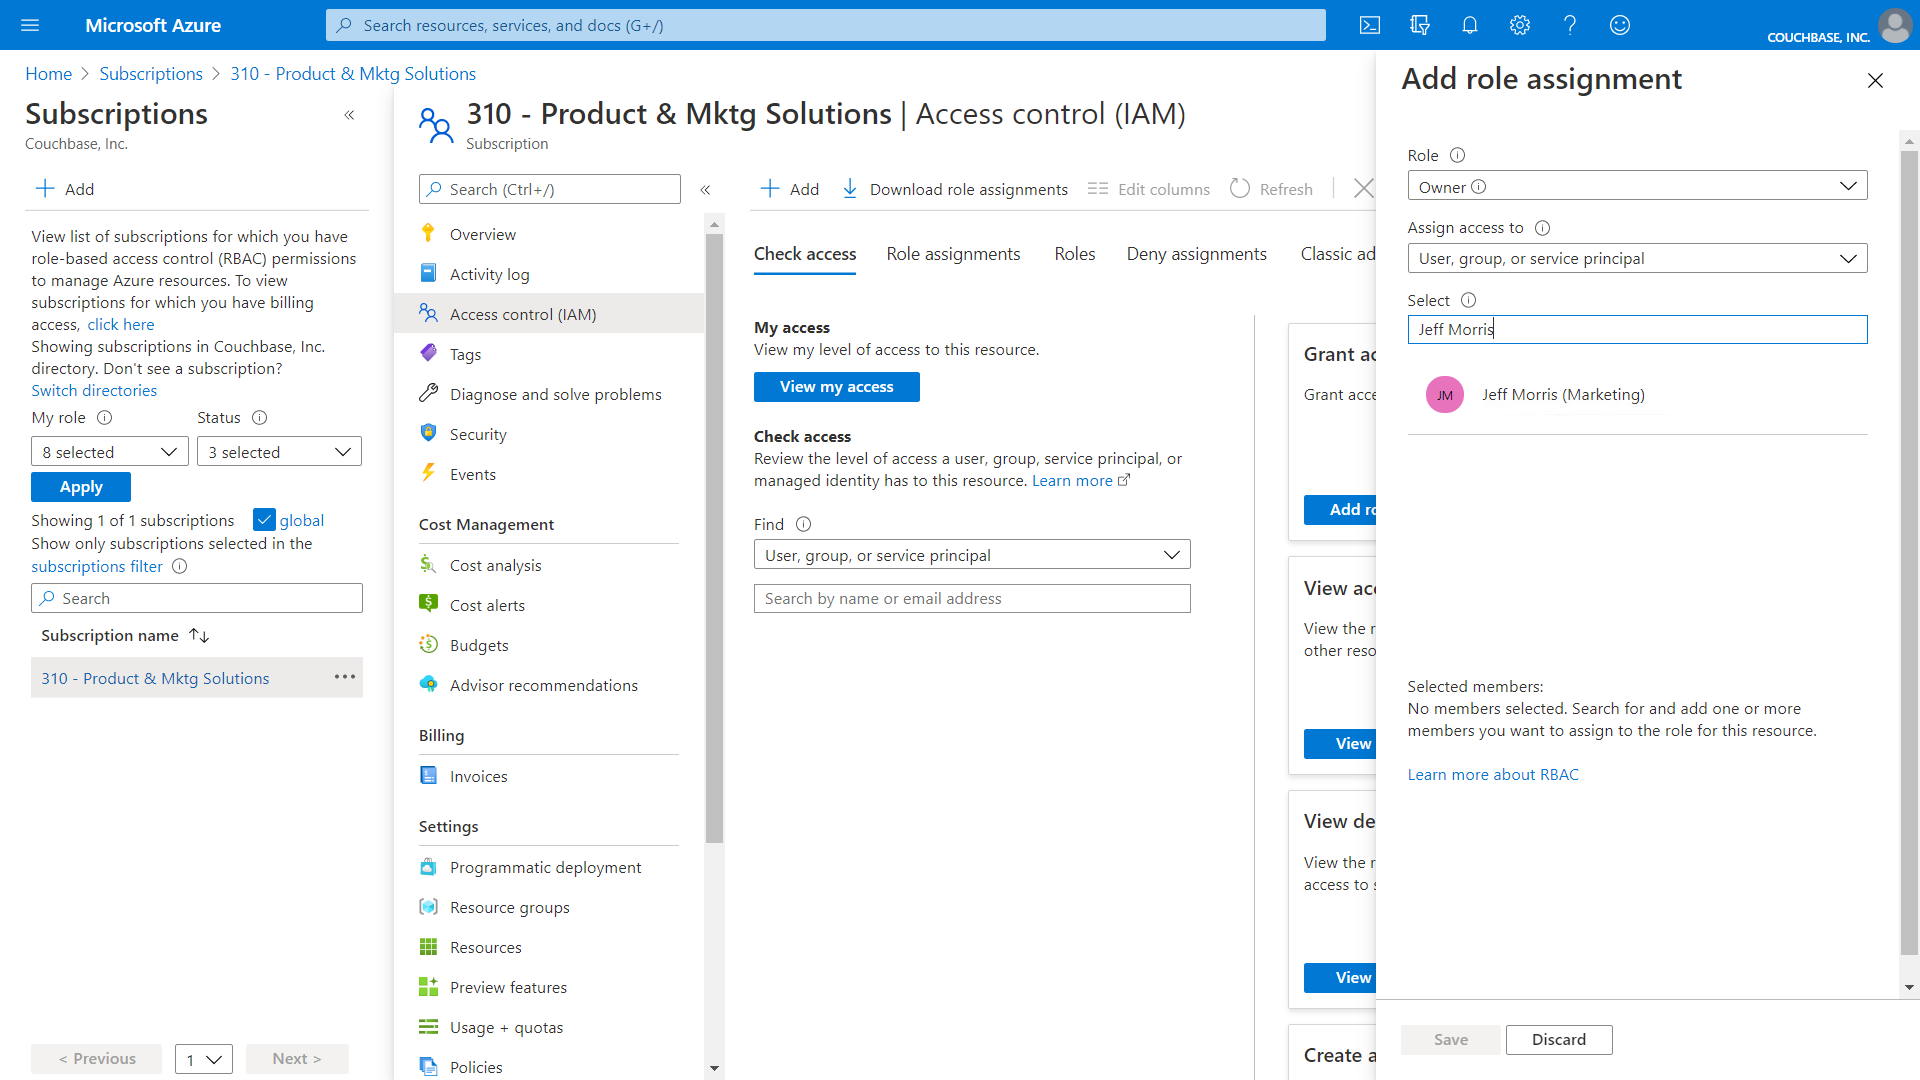 Microsoft Azure
Search resources, services, and docs (G+/)
COUCHBASE, INC.
Home > Subscriptions > 310 - Product & Mktg Solutions
Subscriptions
«
Couchbase, Inc.
Add
View list of subscriptions for which you have
role-based access control (RBAC) permissions
to manage Azure resources. To view
subscriptions for which you have billing
access, click here
Showing subscriptions in Couchbase, Inc.
directory. Don't see a subscription?
Switch directories
My role
Status
8 selected
3 selected
Apply
Showing 1 of 1 subscriptions
global
Show only subscriptions selected in the
subscriptions filter
Search
Subscription name
310 - Product & Mktg Solutions
...
< Previous
1
Next >
310 - Product & Mktg Solutions | Access control (IAM)
Subscription
Search (Ctrl+/)
«
Overview
Activity log
Access control (IAM)
Tags
Diagnose and solve problems
Security
Events
Cost Management
Cost analysis
Cost alerts
Budgets
Advisor recommendations
Billing
Invoices
Settings
Programmatic deployment
Resource groups
Resources
Preview features
Usage + quotas
Policies
Add
Download role assignments
Edit columns
Refresh
Check access
Role assignments
Roles
Deny assignments
Classic ad
My access
View my level of access to this resource.
View my access
Check access
Review the level of access a user, group, service principal, or
managed identity has to this resource. Learn more
Find
User, group, or service principal
Search by name or email address
Grant ac
Grant acce
Add ro
View acc
View the r
other reso
View
View de
View the r
access to s
View
Create a
Add role assignment
Role
Owner
Assign access to
User, group, or service principal
Select
Jeff Morris
JM
Jeff Morris (Marketing)
Selected members:
No members selected. Search for and add one or more
members you want to assign to the role for this resource.
Learn more about RBAC
Save
Discard